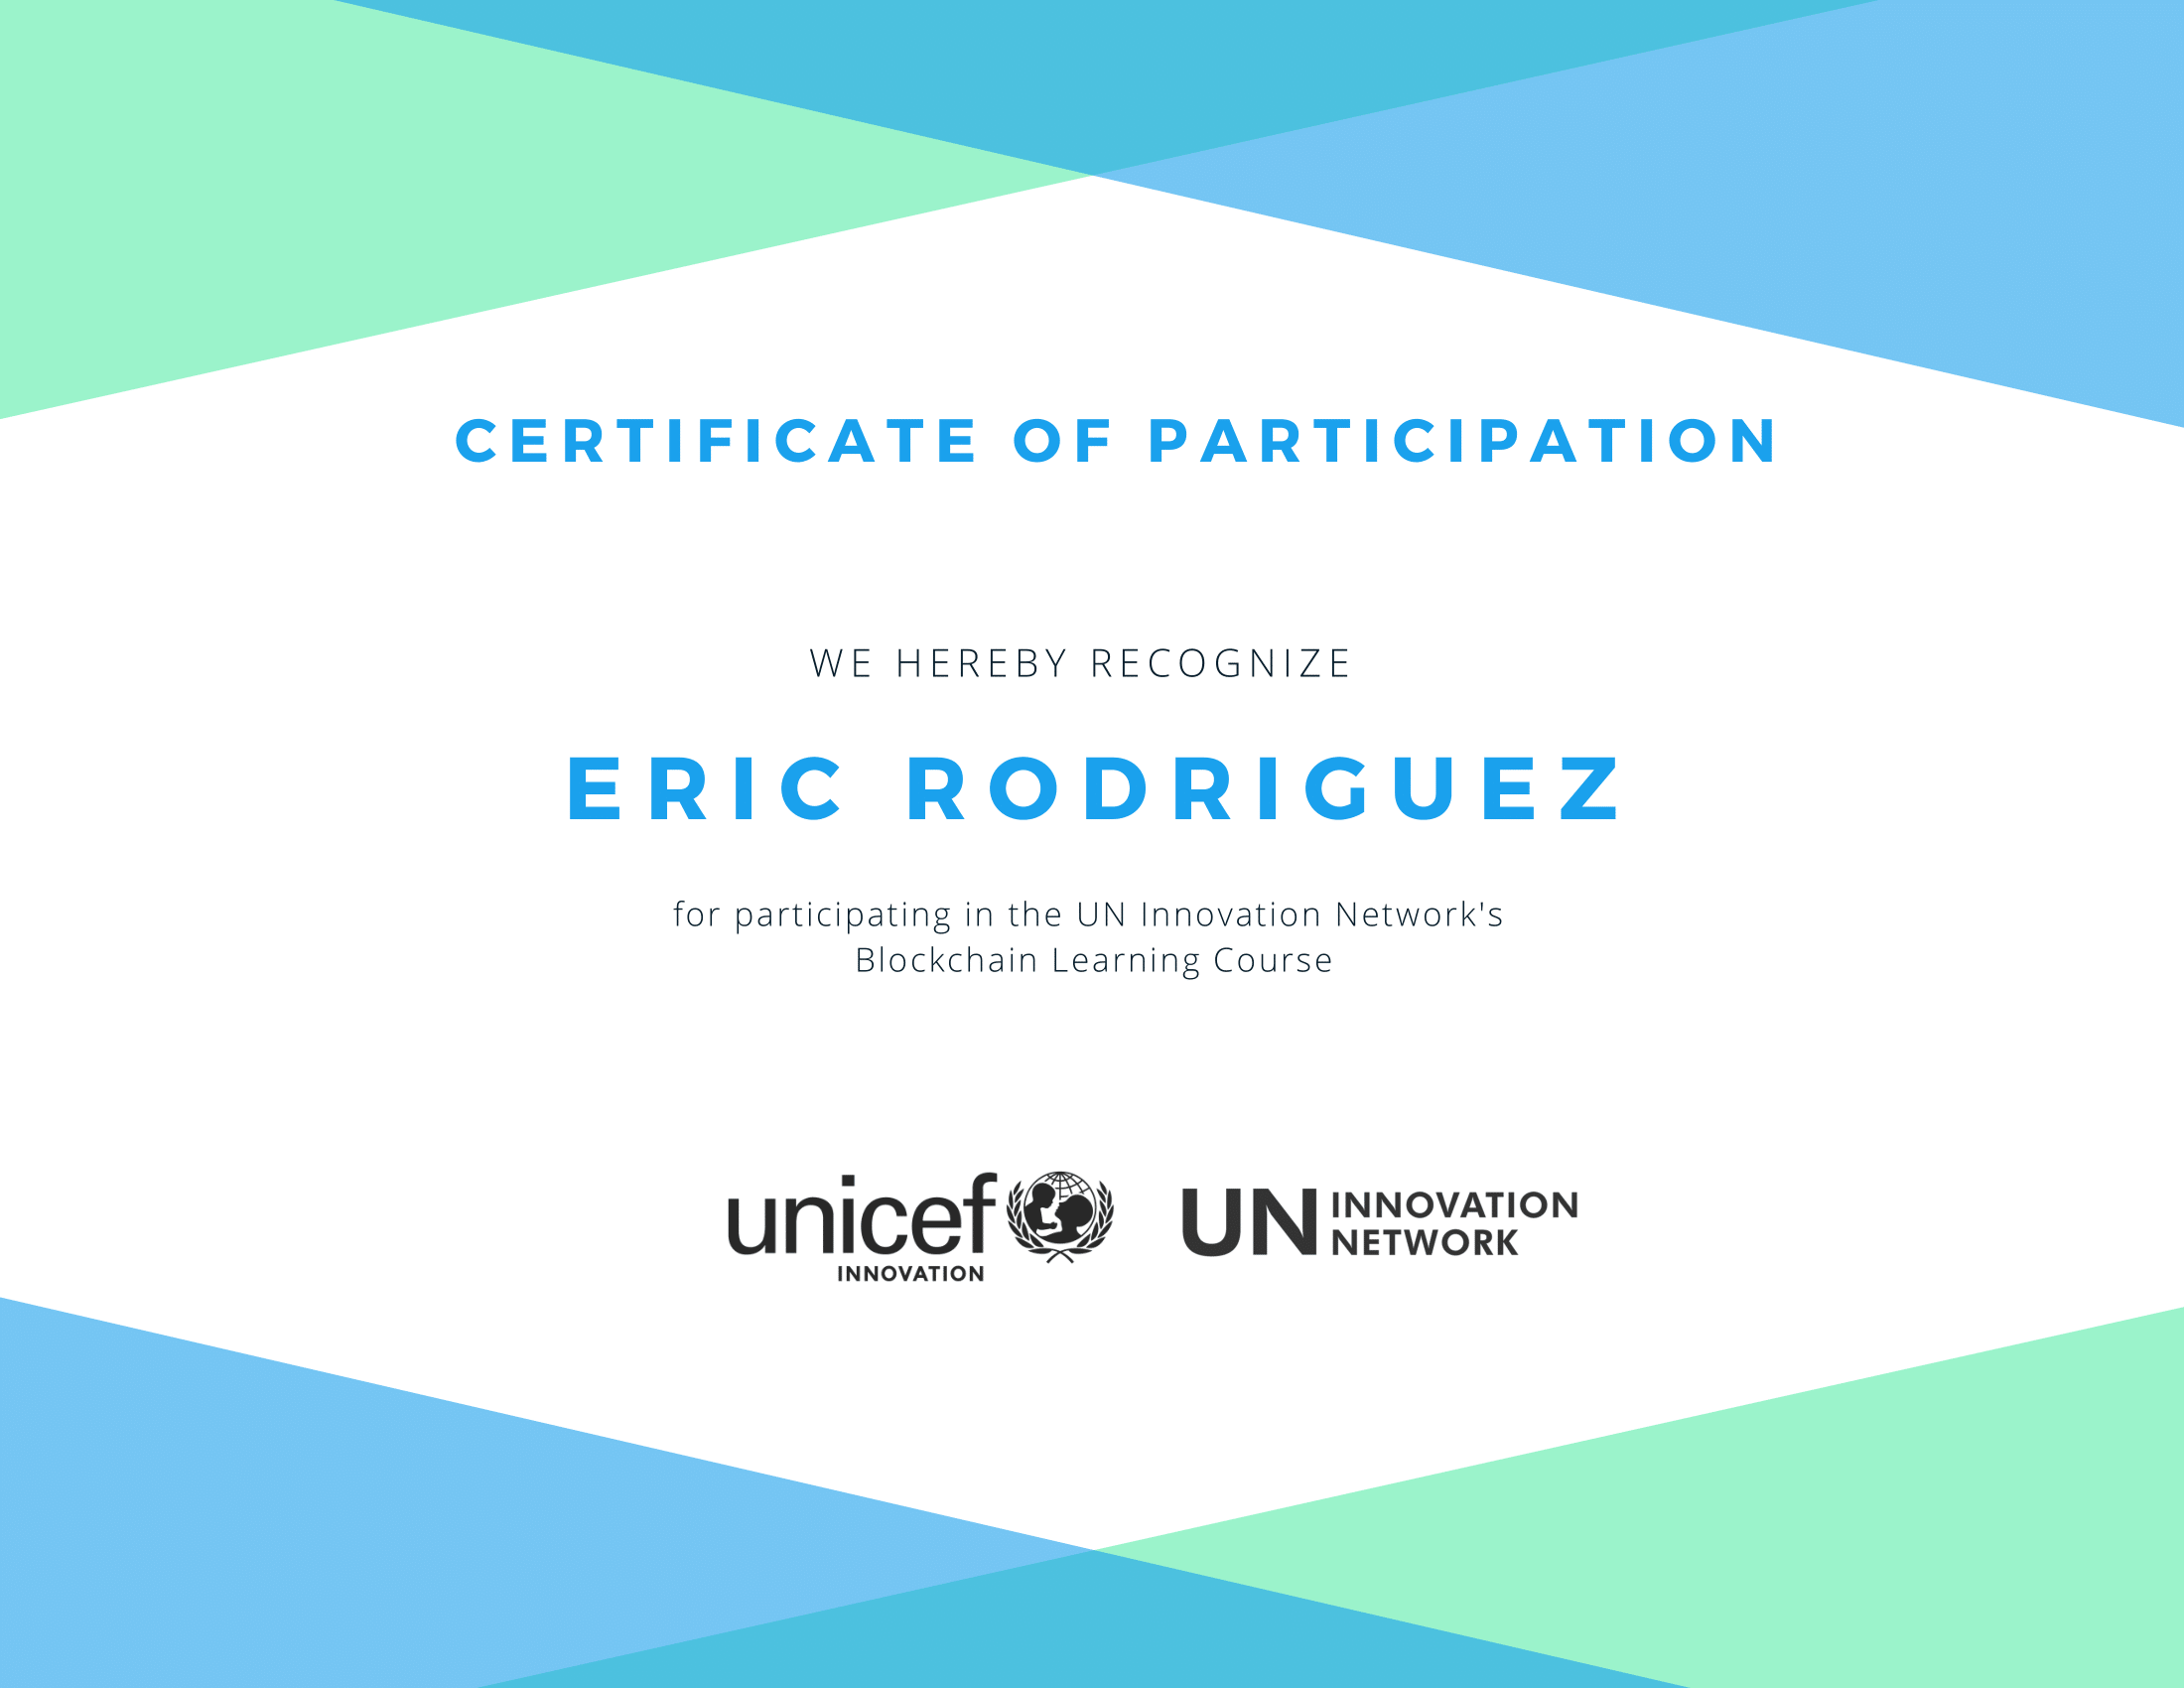 CERTIFICATE OF PARTICIPATION
WE HEREBY RECOGNIZE
ERIC RODRIGUEZ
for participating in the UN Innovation Network's
Blockchain Learning Course
unicef
INNOVATION
UN INNOVATION
NETWORK